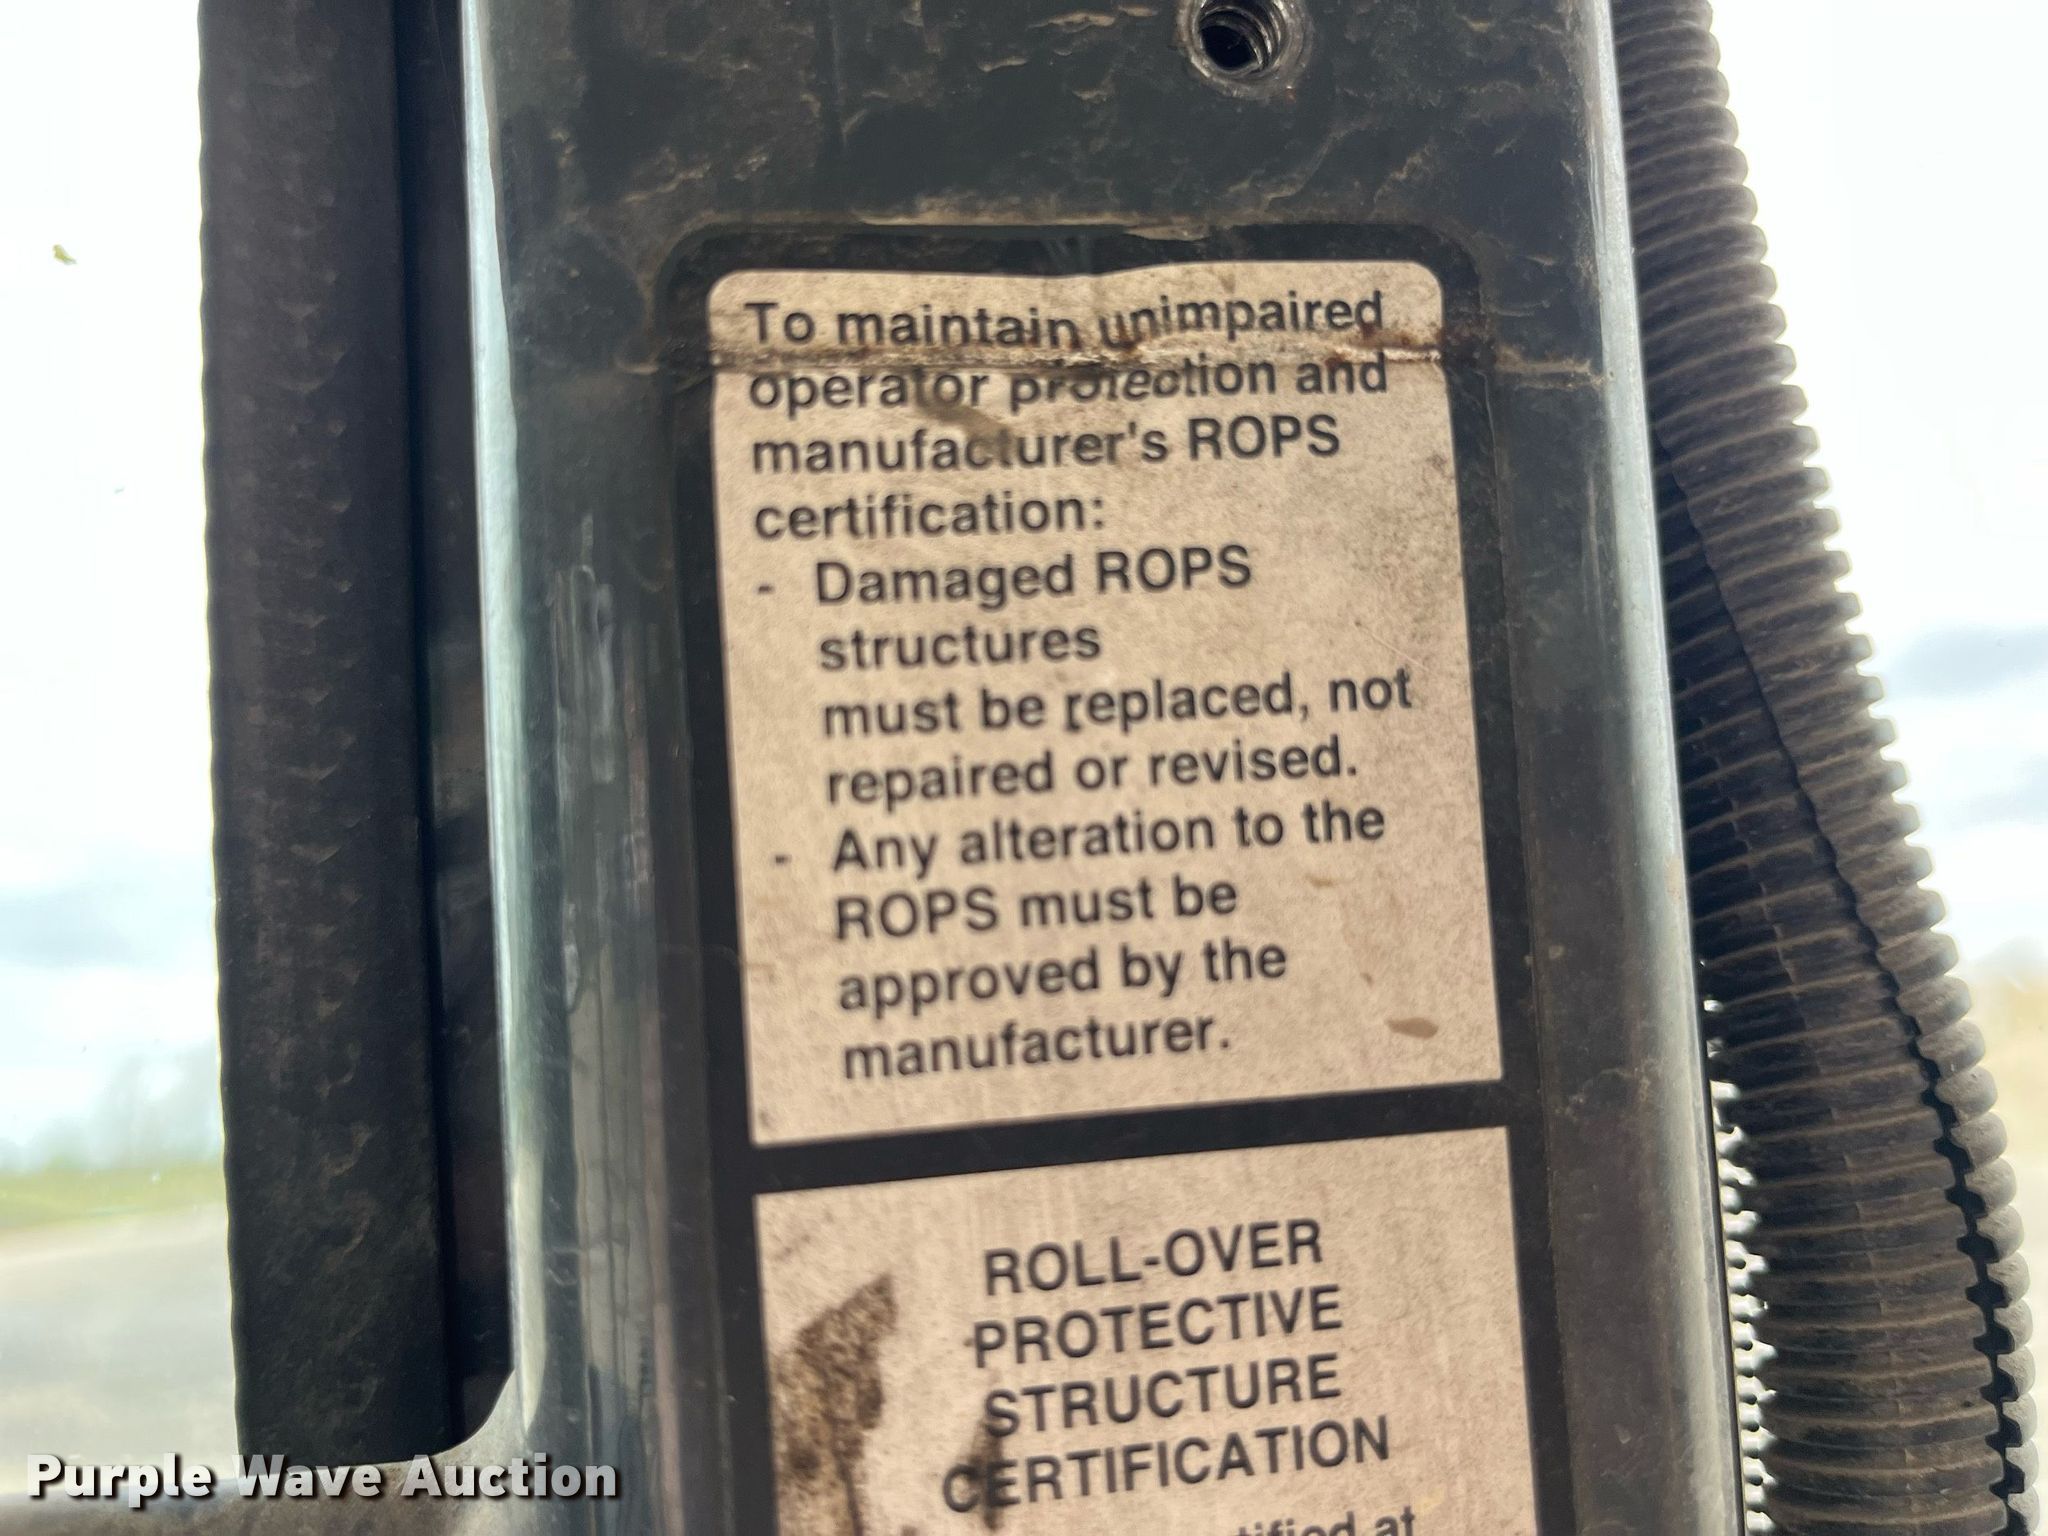 To maintain unimpaired
operator protection and
manufacturer's ROPS
certification:
- Damaged ROPS
structures
must be replaced, not
repaired or revised.
- Any alteration to the
ROPS must be
approved by the
manufacturer.
ROLL-OVER
PROTECTIVE
STRUCTURE
CERTIFICATION
at
Purple Wave Auction